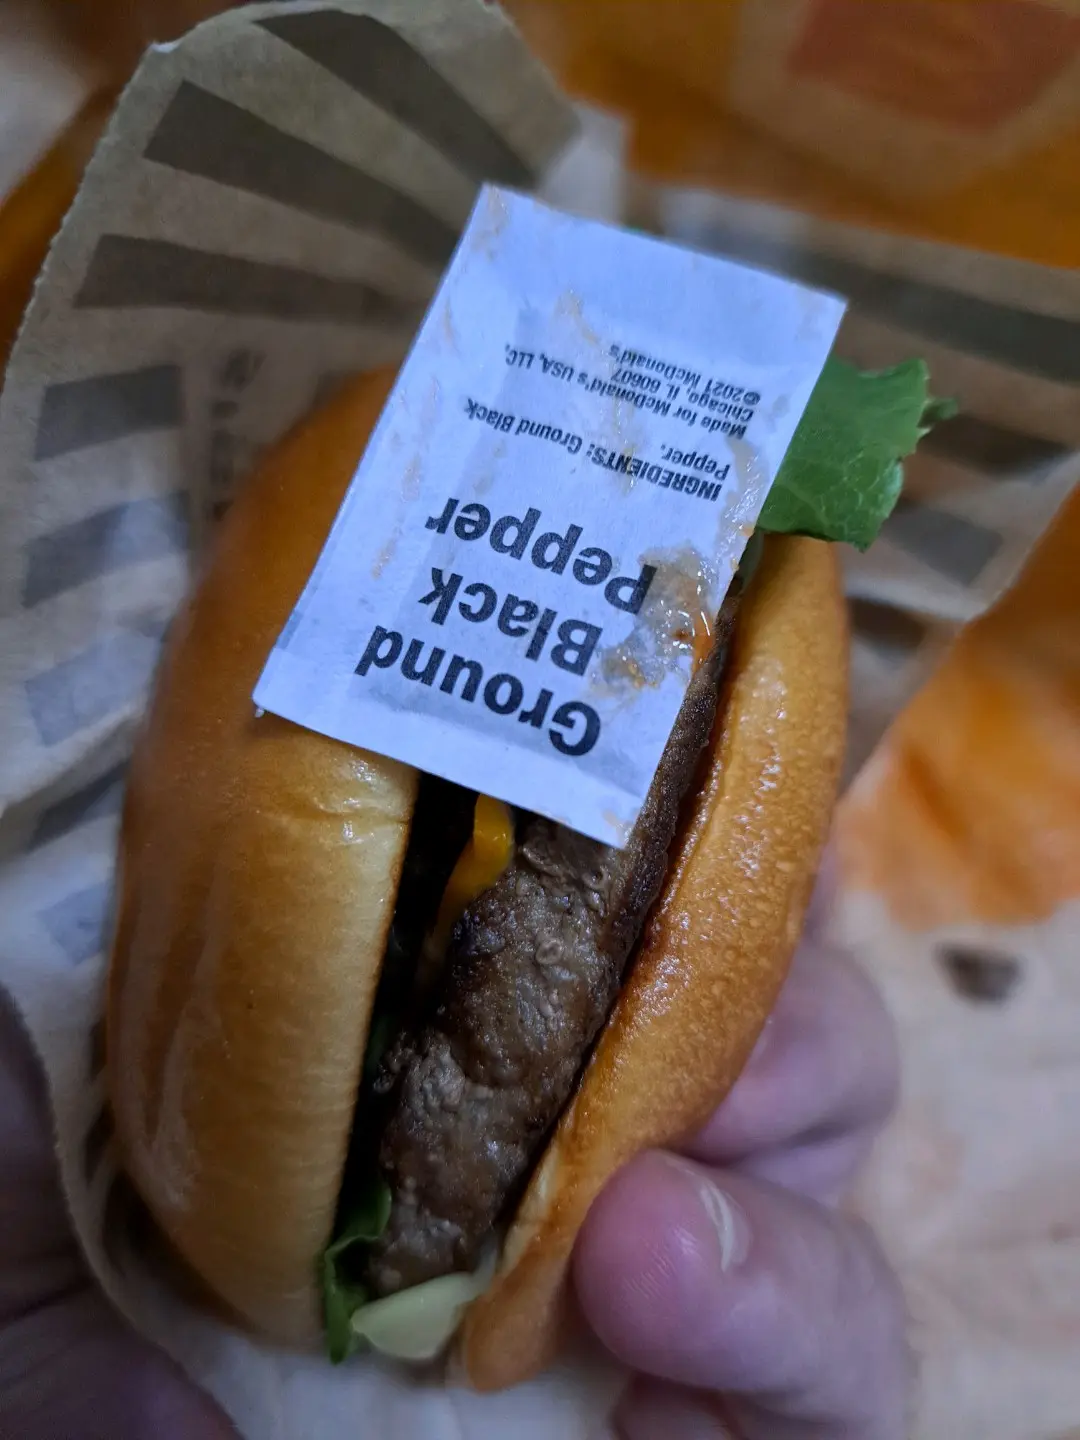 Ground
Black
Pepper
INGREDIENTS: Ground Black
Pepper.
Made for McDonald's USA, LLC,
Chicago, IL 60607
©2021 McDonald's